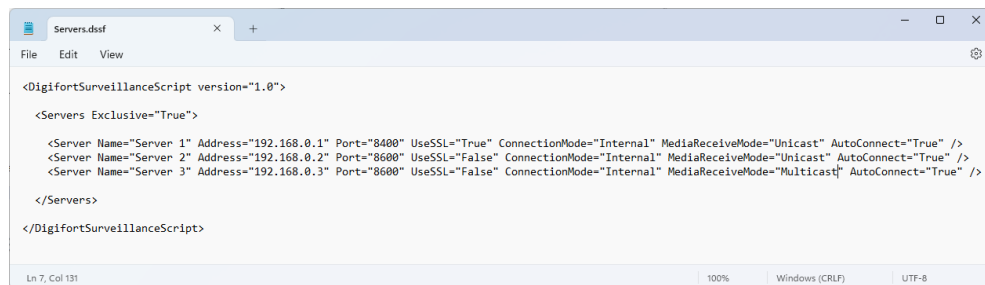 Servers.dssf
File Edit View
<DigifortSurveillanceScript version="1.0">
<Servers Exclusive="True">
<Server Name="Server 1" Address="192.168.0.1" Port="8400" UseSSL="True" ConnectionMode="Internal" MediaReceiveMode="Unicast" AutoConnect="True" />
<Server Name="Server 2" Address="192.168.0.2" Port="8600" UseSSL="False" ConnectionMode="Internal" MediaReceiveMode="Unicast" AutoConnect="True" />
<Server Name="Server 3" Address="192.168.0.3" Port="8600" UseSSL="False" ConnectionMode="Internal" MediaReceiveMode="Multicast" AutoConnect="True" />
</Servers>
</DigifortSurveillanceScript>
Ln 7, Col 131 100% Windows (CRLF) UTF-8